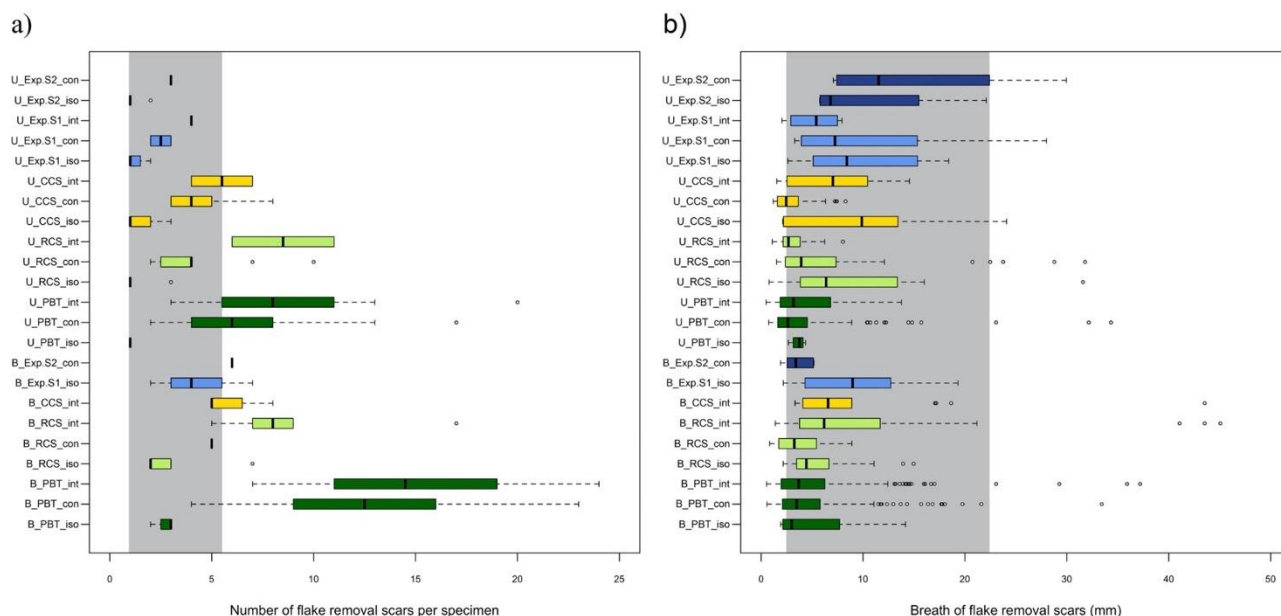 a)
U_Exp.S2_con
U_Exp.S2_iso
U_Exp.S1_int
U_Exp.S1_con
U_Exp.S1_iso
U_CCS_int
U_CCS_con
U_CCS_iso
U_RCS_int
U_RCS_con
U_RCS_iso
U_PBT_int
U_PBT_con
U_PBT_iso
B_Exp.S2_con
B_Exp.S1_iso
B_CCS_int
B_RCS_int
B_RCS_con
B_RCS_iso
B_PBT_int
B_PBT_con
B_PBT_iso
0 5 10 15 20 25
Number of flake removal scars per specimen
b)
U_Exp.S2_con
U_Exp.S2_iso
U_Exp.S1_int
U_Exp.S1_con
U_Exp.S1_iso
U_CCS_int
U_CCS_con
U_CCS_iso
U_RCS_int
U_RCS_con
U_RCS_iso
U_PBT_int
U_PBT_con
U_PBT_iso
B_Exp.S2_con
B_Exp.S1_iso
B_CCS_int
B_RCS_int
B_RCS_con
B_RCS_iso
B_PBT_int
B_PBT_con
B_PBT_iso
0 10 20 30 40 50
Breath of flake removal scars (mm)